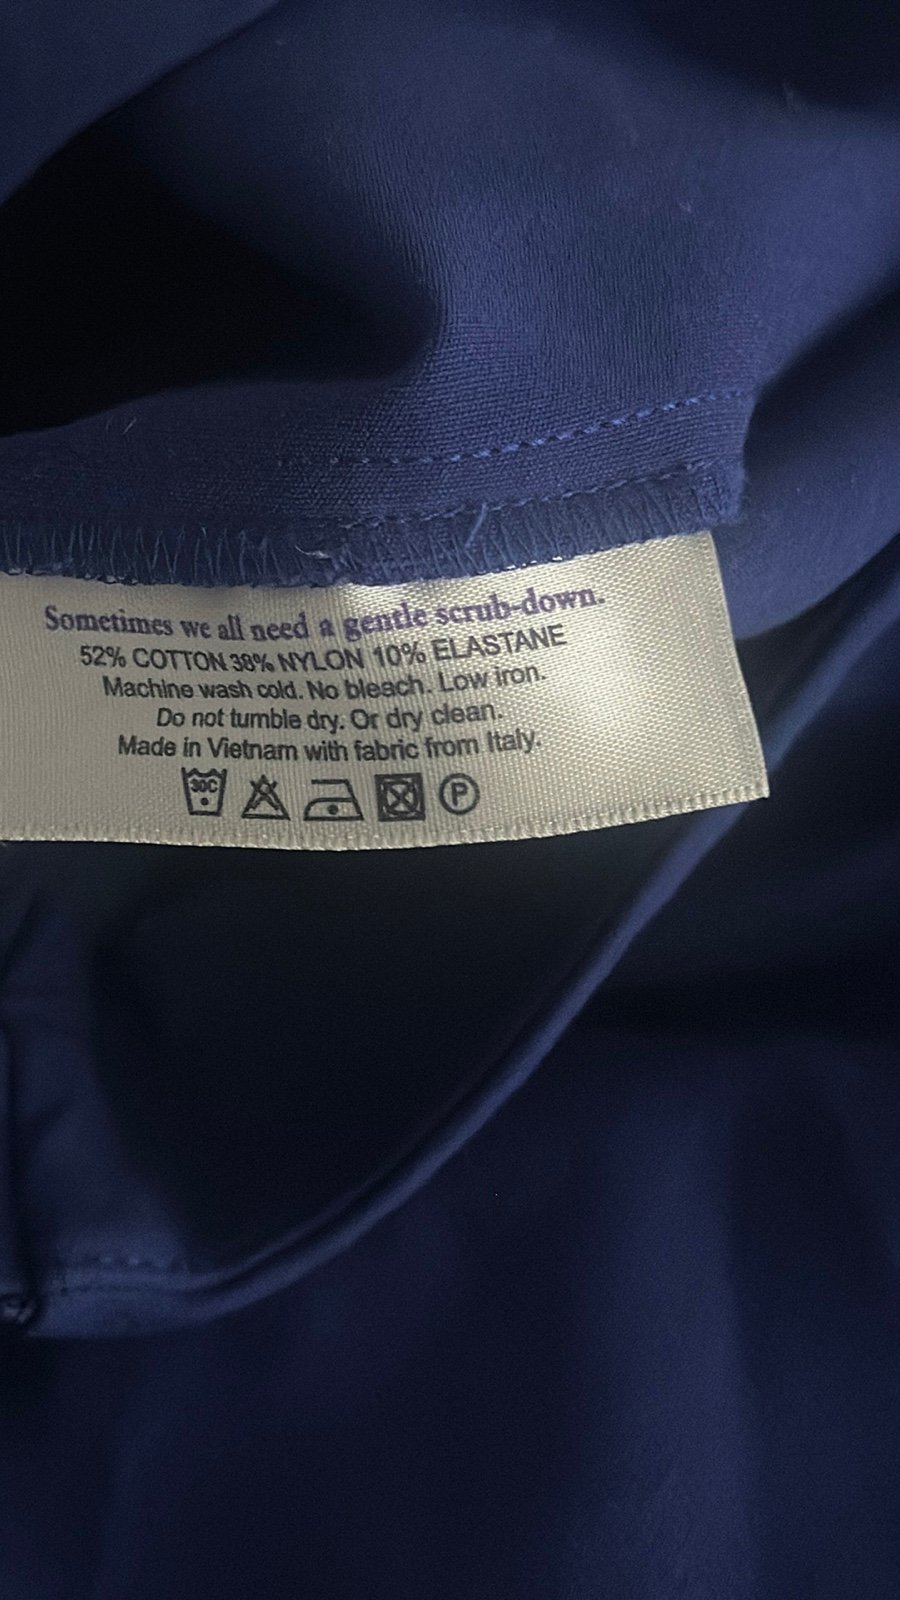 Sometimes we all need a gentle scrub-down.
52% COTTON 38% NYLON 10% ELASTANE
Machine wash cold. No bleach. Low iron.
Do not tumble dry. Or dry clean.
Made in Vietnam with fabric from Italy.
30C P